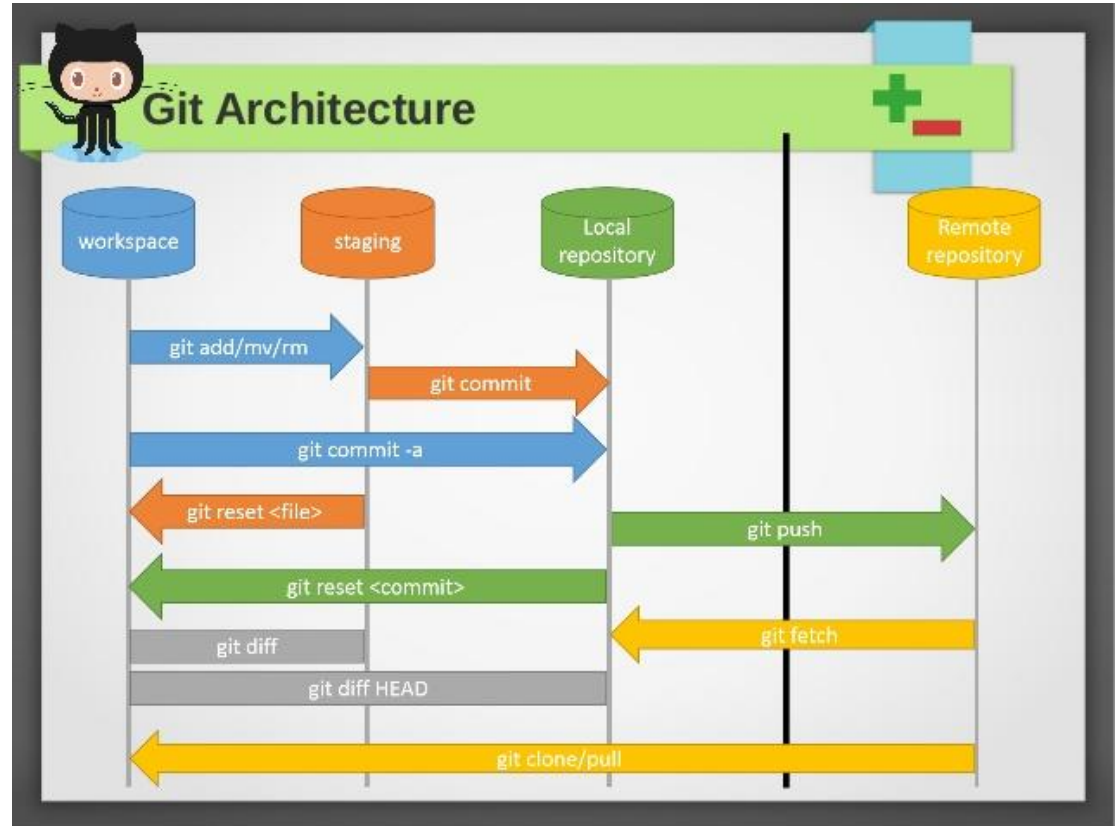 Git Architecture
workspace
staging
Local
repository
Remote
repository
git add/mv/rm
git commit
git commit -a
git reset <file>
git push
git reset <commit>
git fetch
git diff
git diff HEAD
git clone/pull